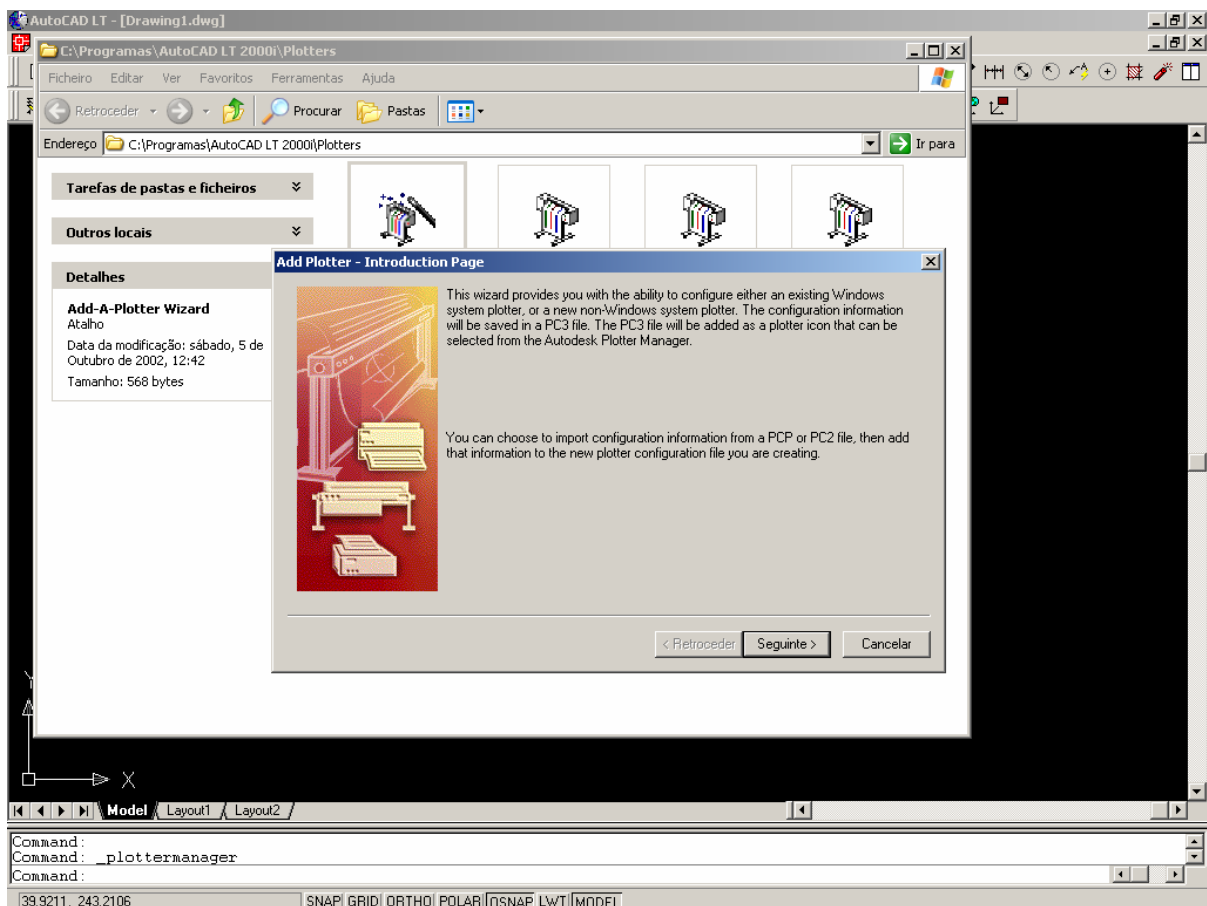 AutoCAD LT - [Drawing1.dwg]
C:\Programas\AutoCAD LT 2000i\Plotters
Ficheiro Editar Ver Favoritos Ferramentas Ajuda
Retroceder Procurar Pastas
Endereço C:\Programas\AutoCAD LT 2000i\Plotters Ir para
Tarefas de pastas e ficheiros
Outros locais
Detalhes
Add-A-Plotter Wizard
Atalho
Data da modificação: sábado, 5 de
Outubro de 2002, 12:42
Tamanho: 568 bytes
Add Plotter - Introduction Page
This wizard provides you with the ability to configure either an existing Windows
system plotter, or a new non-Windows system plotter. The configuration information
will be saved in a PC3 file. The PC3 file will be added as a plotter icon that can be
selected from the Autodesk Plotter Manager.
You can choose to import configuration information from a PCP or PC2 file, then add
that information to the new plotter configuration file you are creating.
< Retroceder Seguinte > Cancelar
Y
X
Model Layout1 Layout2
Command:
Command: _plottermanager
Command:
39.9211, 243.2106 SNAP GRID ORTHO POLAR OSNAP LWT MODEL